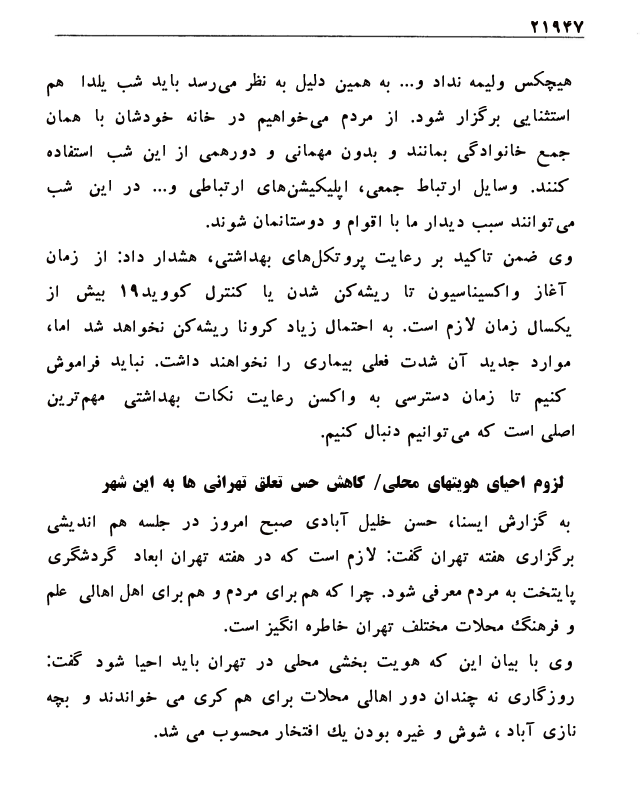 ۲۱۹۴۷
هیچکس ولیمه نداد و... به همین دلیل به نظر می‌رسد باید شب یلدا هم
استثنایی برگزار شود. از مردم می‌خواهیم در خانه خودشان با همان
جمع خانوادگی بمانند و بدون مهمانی و دورهمی از این شب استفاده
کنند. وسایل ارتباط جمعی، اپلیکیشن‌های ارتباطی و... در این شب
می‌توانند سبب دیدار ما با اقوام و دوستانمان شوند.
وی ضمن تاکید بر رعایت پروتکل‌های بهداشتی، هشدار داد: از زمان
آغاز واکسیناسیون تا ریشه‌کن شدن یا کنترل کووید۱۹ بیش از
یکسال زمان لازم است. به احتمال زیاد کرونا ریشه‌کن نخواهد شد اما،
موارد جدید آن شدت فعلی بیماری را نخواهند داشت. نباید فراموش
کنیم تا زمان دسترسی به واکسن رعایت نکات بهداشتی مهم‌ترین
اصلی است که می‌توانیم دنبال کنیم.
لزوم احیای هویتهای محلی/ کاهش حس تعلق تهرانی ها به این شهر
به گزارش ایسنا، حسن خلیل آبادی صبح امروز در جلسه هم اندیشی
برگزاری هفته تهران گفت: لازم است که در هفته تهران ابعاد گردشگری
پایتخت به مردم معرفی شود. چرا که هم برای مردم و هم برای اهل اهالی علم
و فرهنگ محلات مختلف تهران خاطره انگیز است.
وی با بیان این که هویت بخشی محلی در تهران باید احیا شود گفت:
روزگاری نه چندان دور اهالی محلات برای هم کری می خواندند و بچه
نازی آباد ، شوش و غیره بودن یك افتخار محسوب می شد.